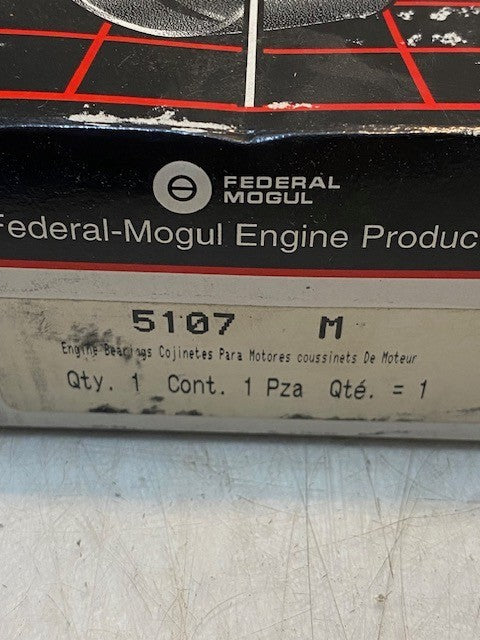 FEDERAL
MOGUL
Federal-Mogul Engine Produc
5107 M
Engine Bearings Cojinetes Para Motores coussinets De Moteur
Qty. 1 Cont. 1 Pza Qté. = 1